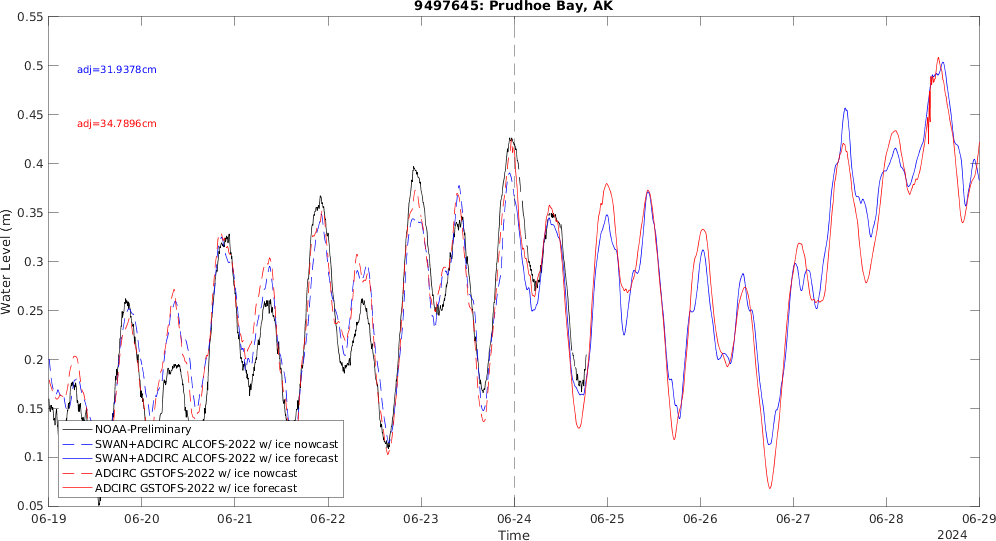 9497645: Prudhoe Bay, AK
0.55
0.5
0.45
0.4
0.35
0.3
0.25
0.2
0.15
0.1
0.05
Water Level (m)
adj=31.9378cm
adj=34.7896cm
NOAA-Preliminary
SWAN+ADCIRC ALCOFS-2022 w/ ice nowcast
SWAN+ADCIRC ALCOFS-2022 w/ ice forecast
ADCIRC GSTOFS-2022 w/ ice nowcast
ADCIRC GSTOFS-2022 w/ ice forecast
06-19 06-20 06-21 06-22 06-23 06-24 06-25 06-26 06-27 06-28 06-29
Time
2024